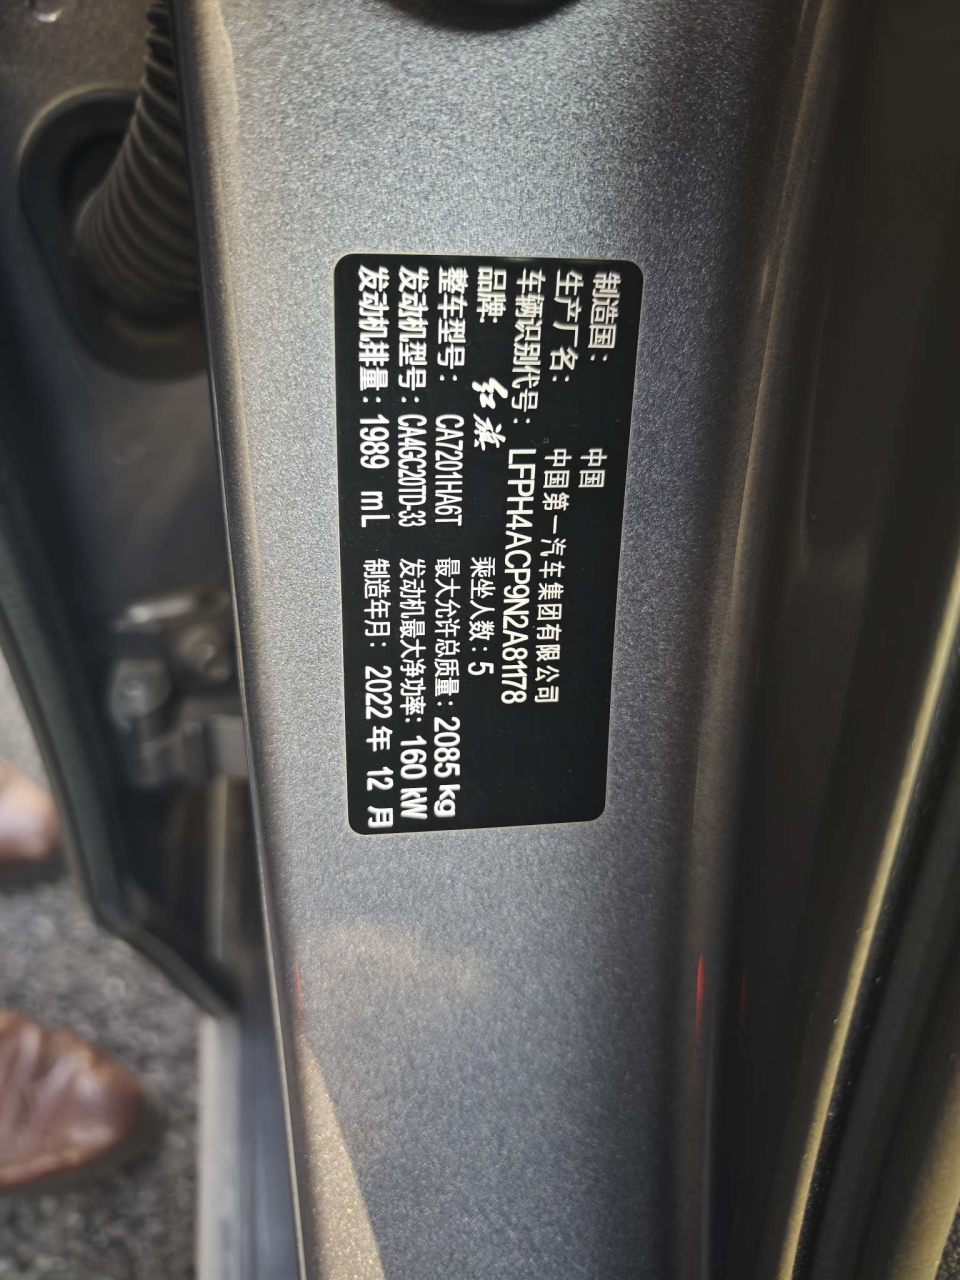 制造国: 中国
生产厂名: 中国第一汽车集团有限公司
车辆识别代号: LFPH4ACP9N2A81178
品牌: 红旗 乘坐人数: 5
整车型号: CA7201HA6T 最大允许总质量: 2085 kg
发动机型号: CA4GC20TD-33 发动机最大净功率: 160 kW
发动机排量: 1989 mL 制造年月: 2022 年 12 月